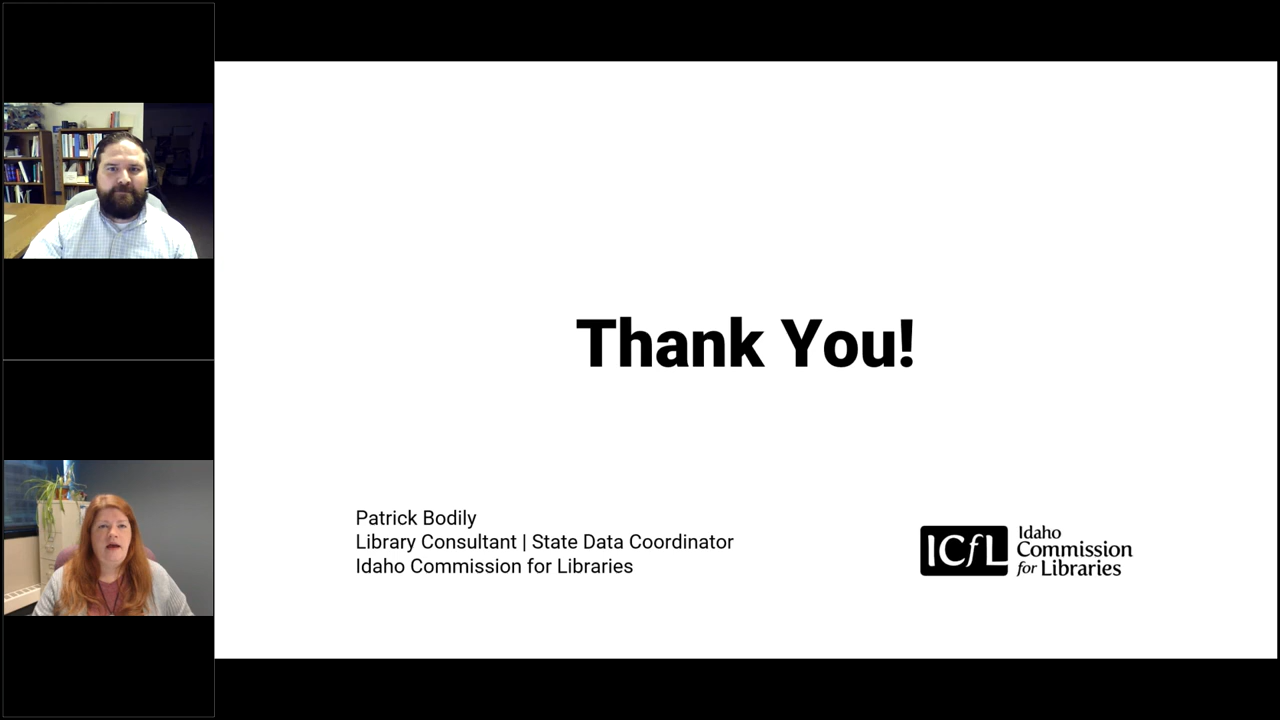 Thank You!
Patrick Bodily
Library Consultant | State Data Coordinator
Idaho Commission for Libraries
ICfL
Idaho
Commission
for Libraries